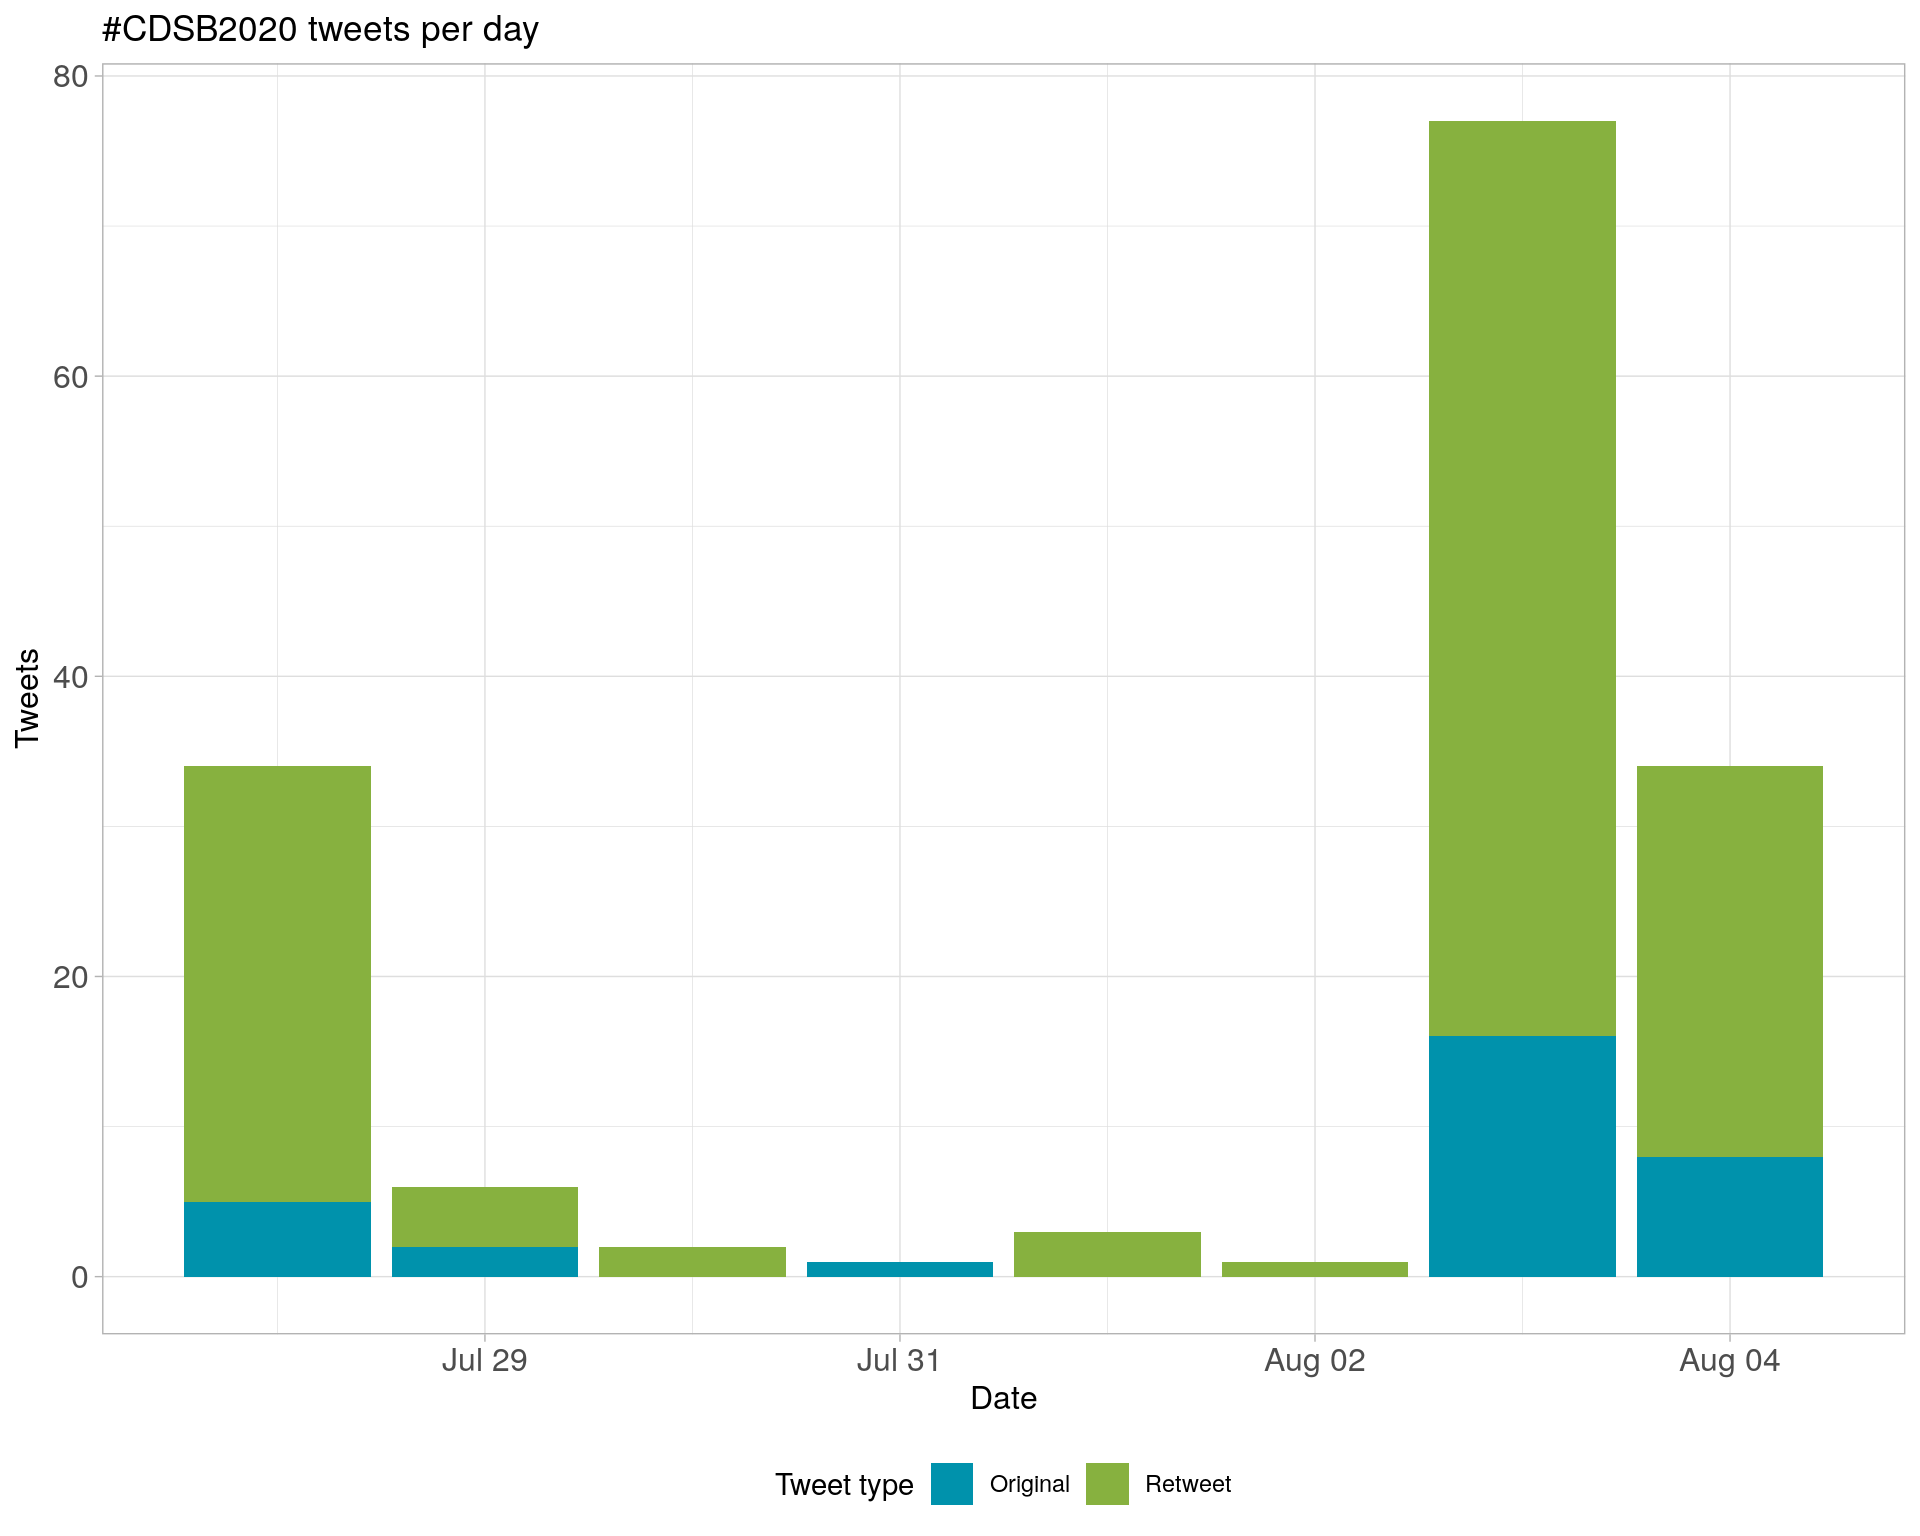 #CDSB2020 tweets per day
80
60
40
20
0
Tweets
Jul 29 Jul 31 Aug 02 Aug 04
Date
Tweet type Original Retweet